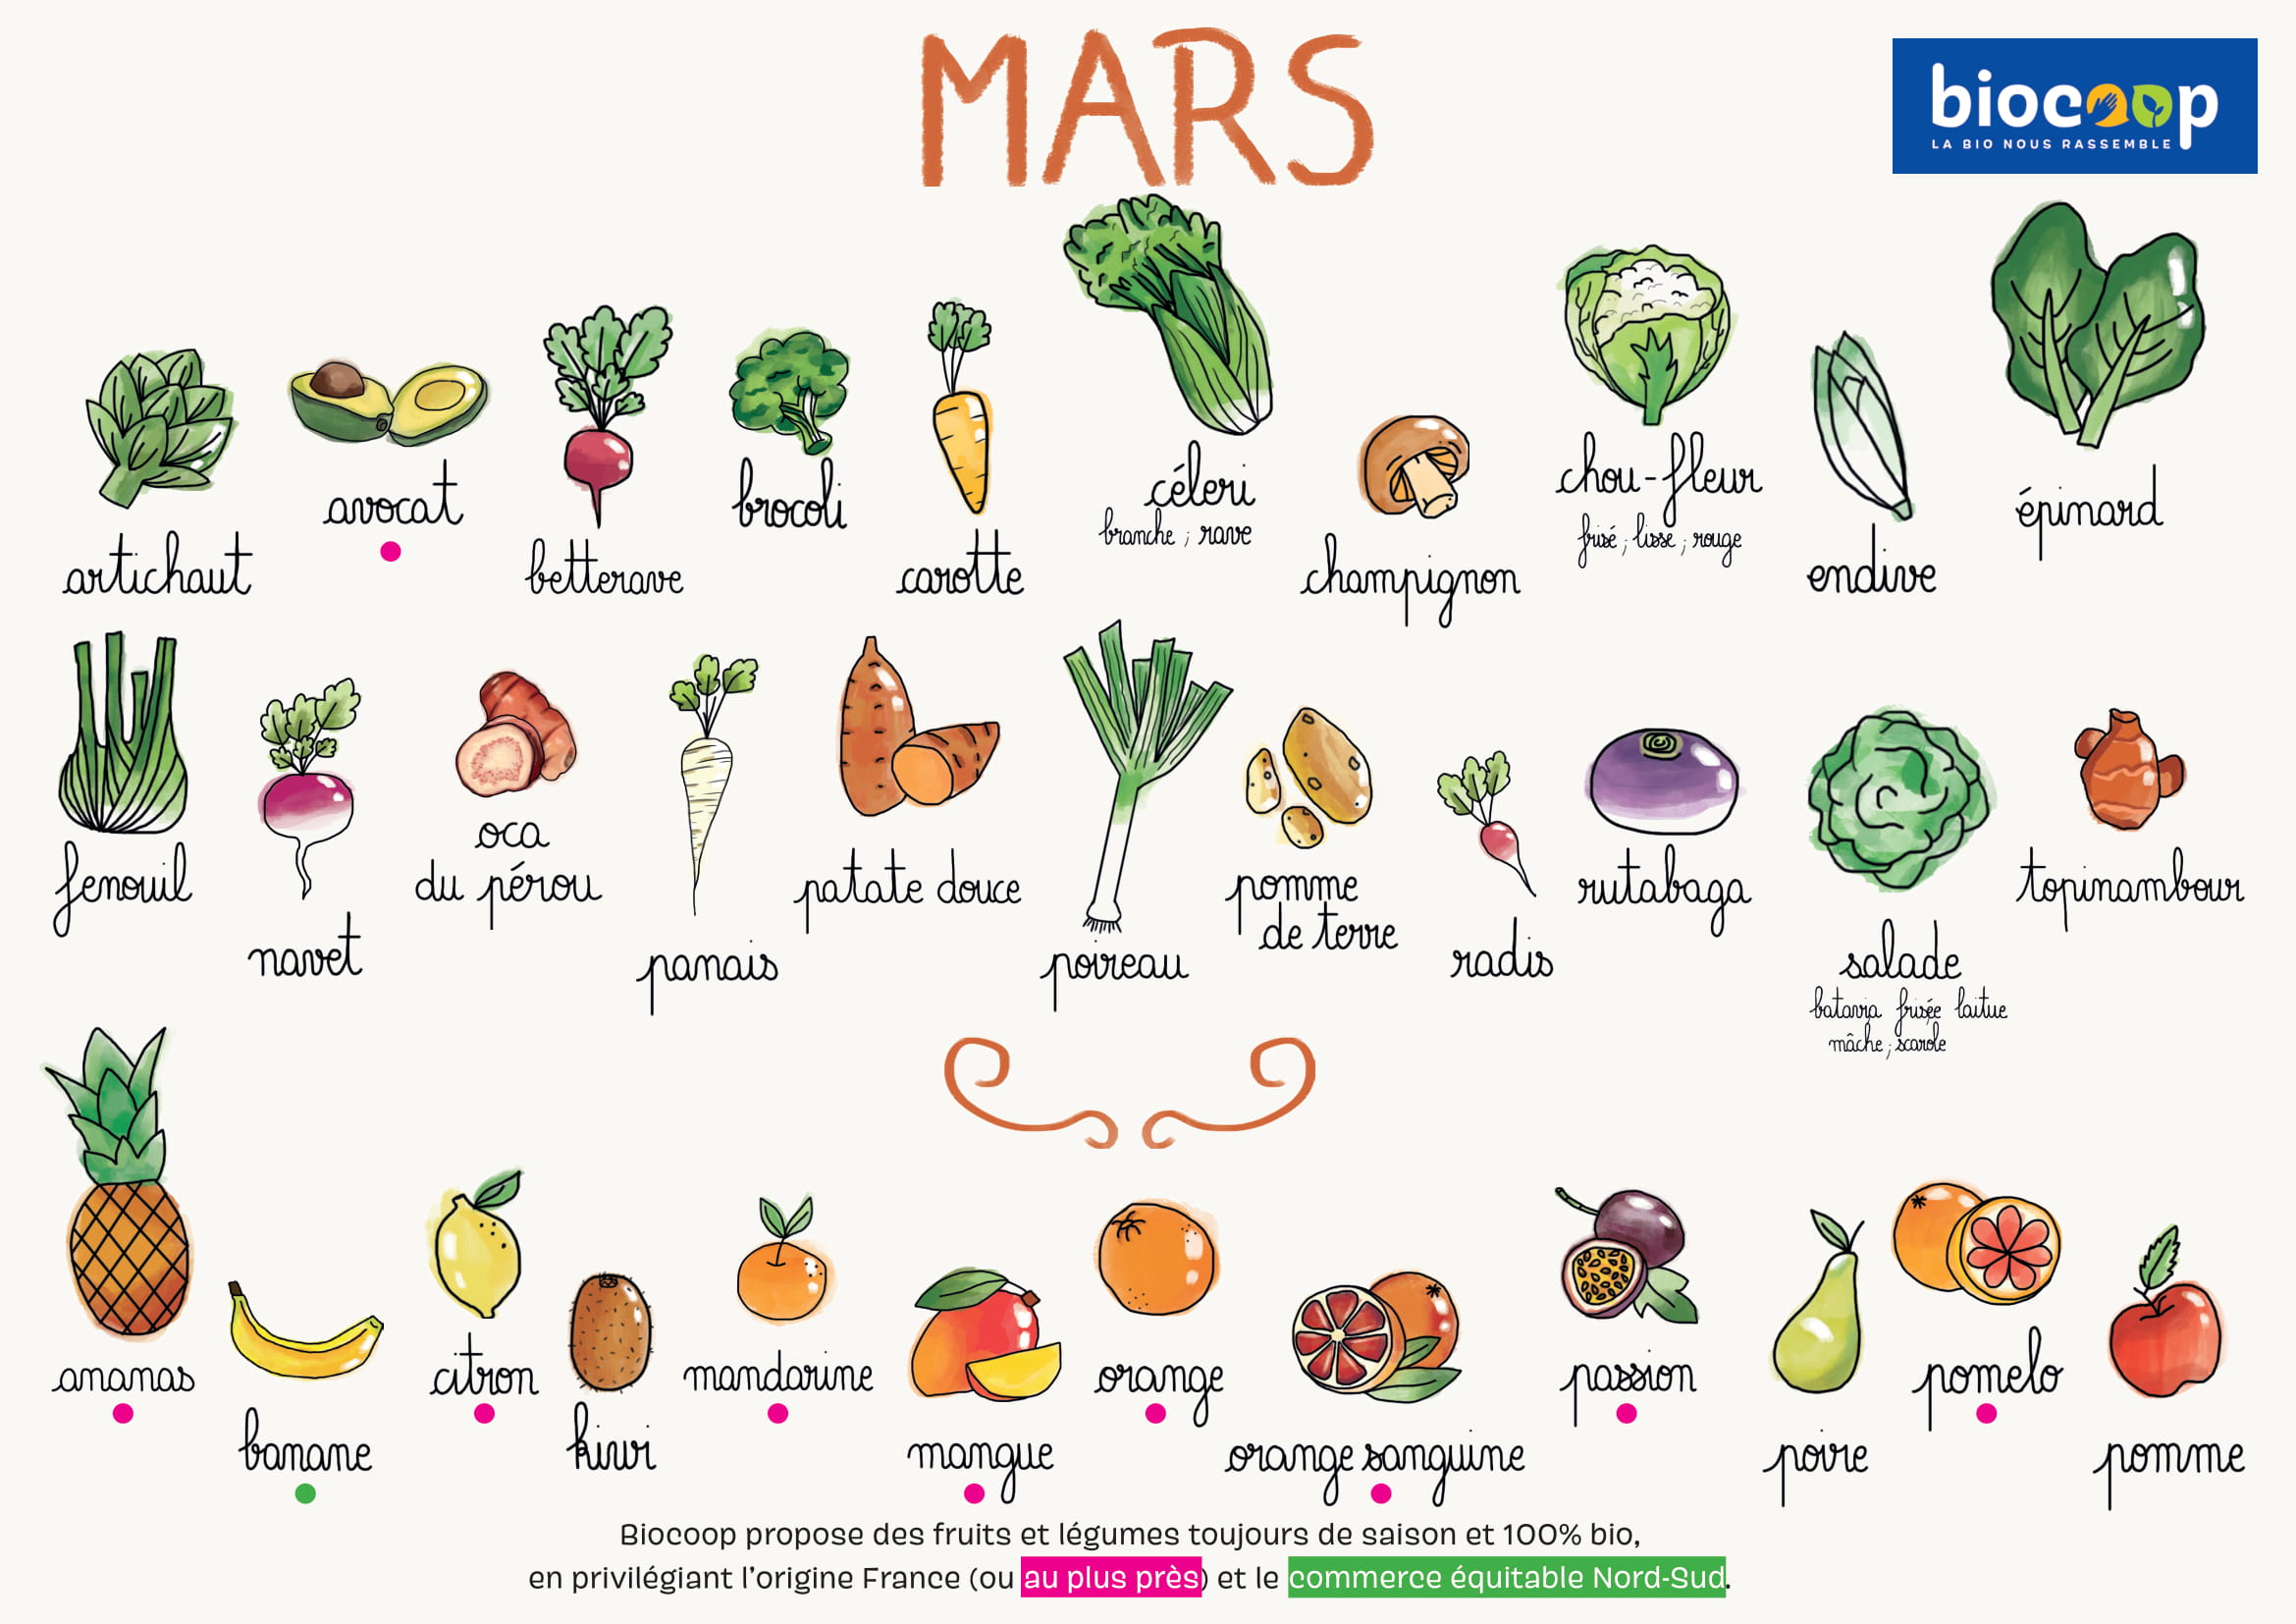 MARS
biocoop
LA BIO NOUS RASSEMBLE
artichaut
avocat
betterave
brocoli
carotte
céleri
branche ; rave
champignon
chou-fleur
frisé ; lisse ; rouge
endive
épinard
fenouil
navet
oca
du pérou
panais
patate douce
poireau
pomme
de terre
radis
rutabaga
salade
batavia frisée laitue
mâche ; scarole
topinambour
ananas
banane
citron
kiwi
mandarine
mangue
orange
orange sanguine
passion
poire
pomelo
pomme
Biocoop propose des fruits et légumes toujours de saison et 100% bio,
en privilégiant l'origine France (ou au plus près) et le commerce équitable Nord-Sud.